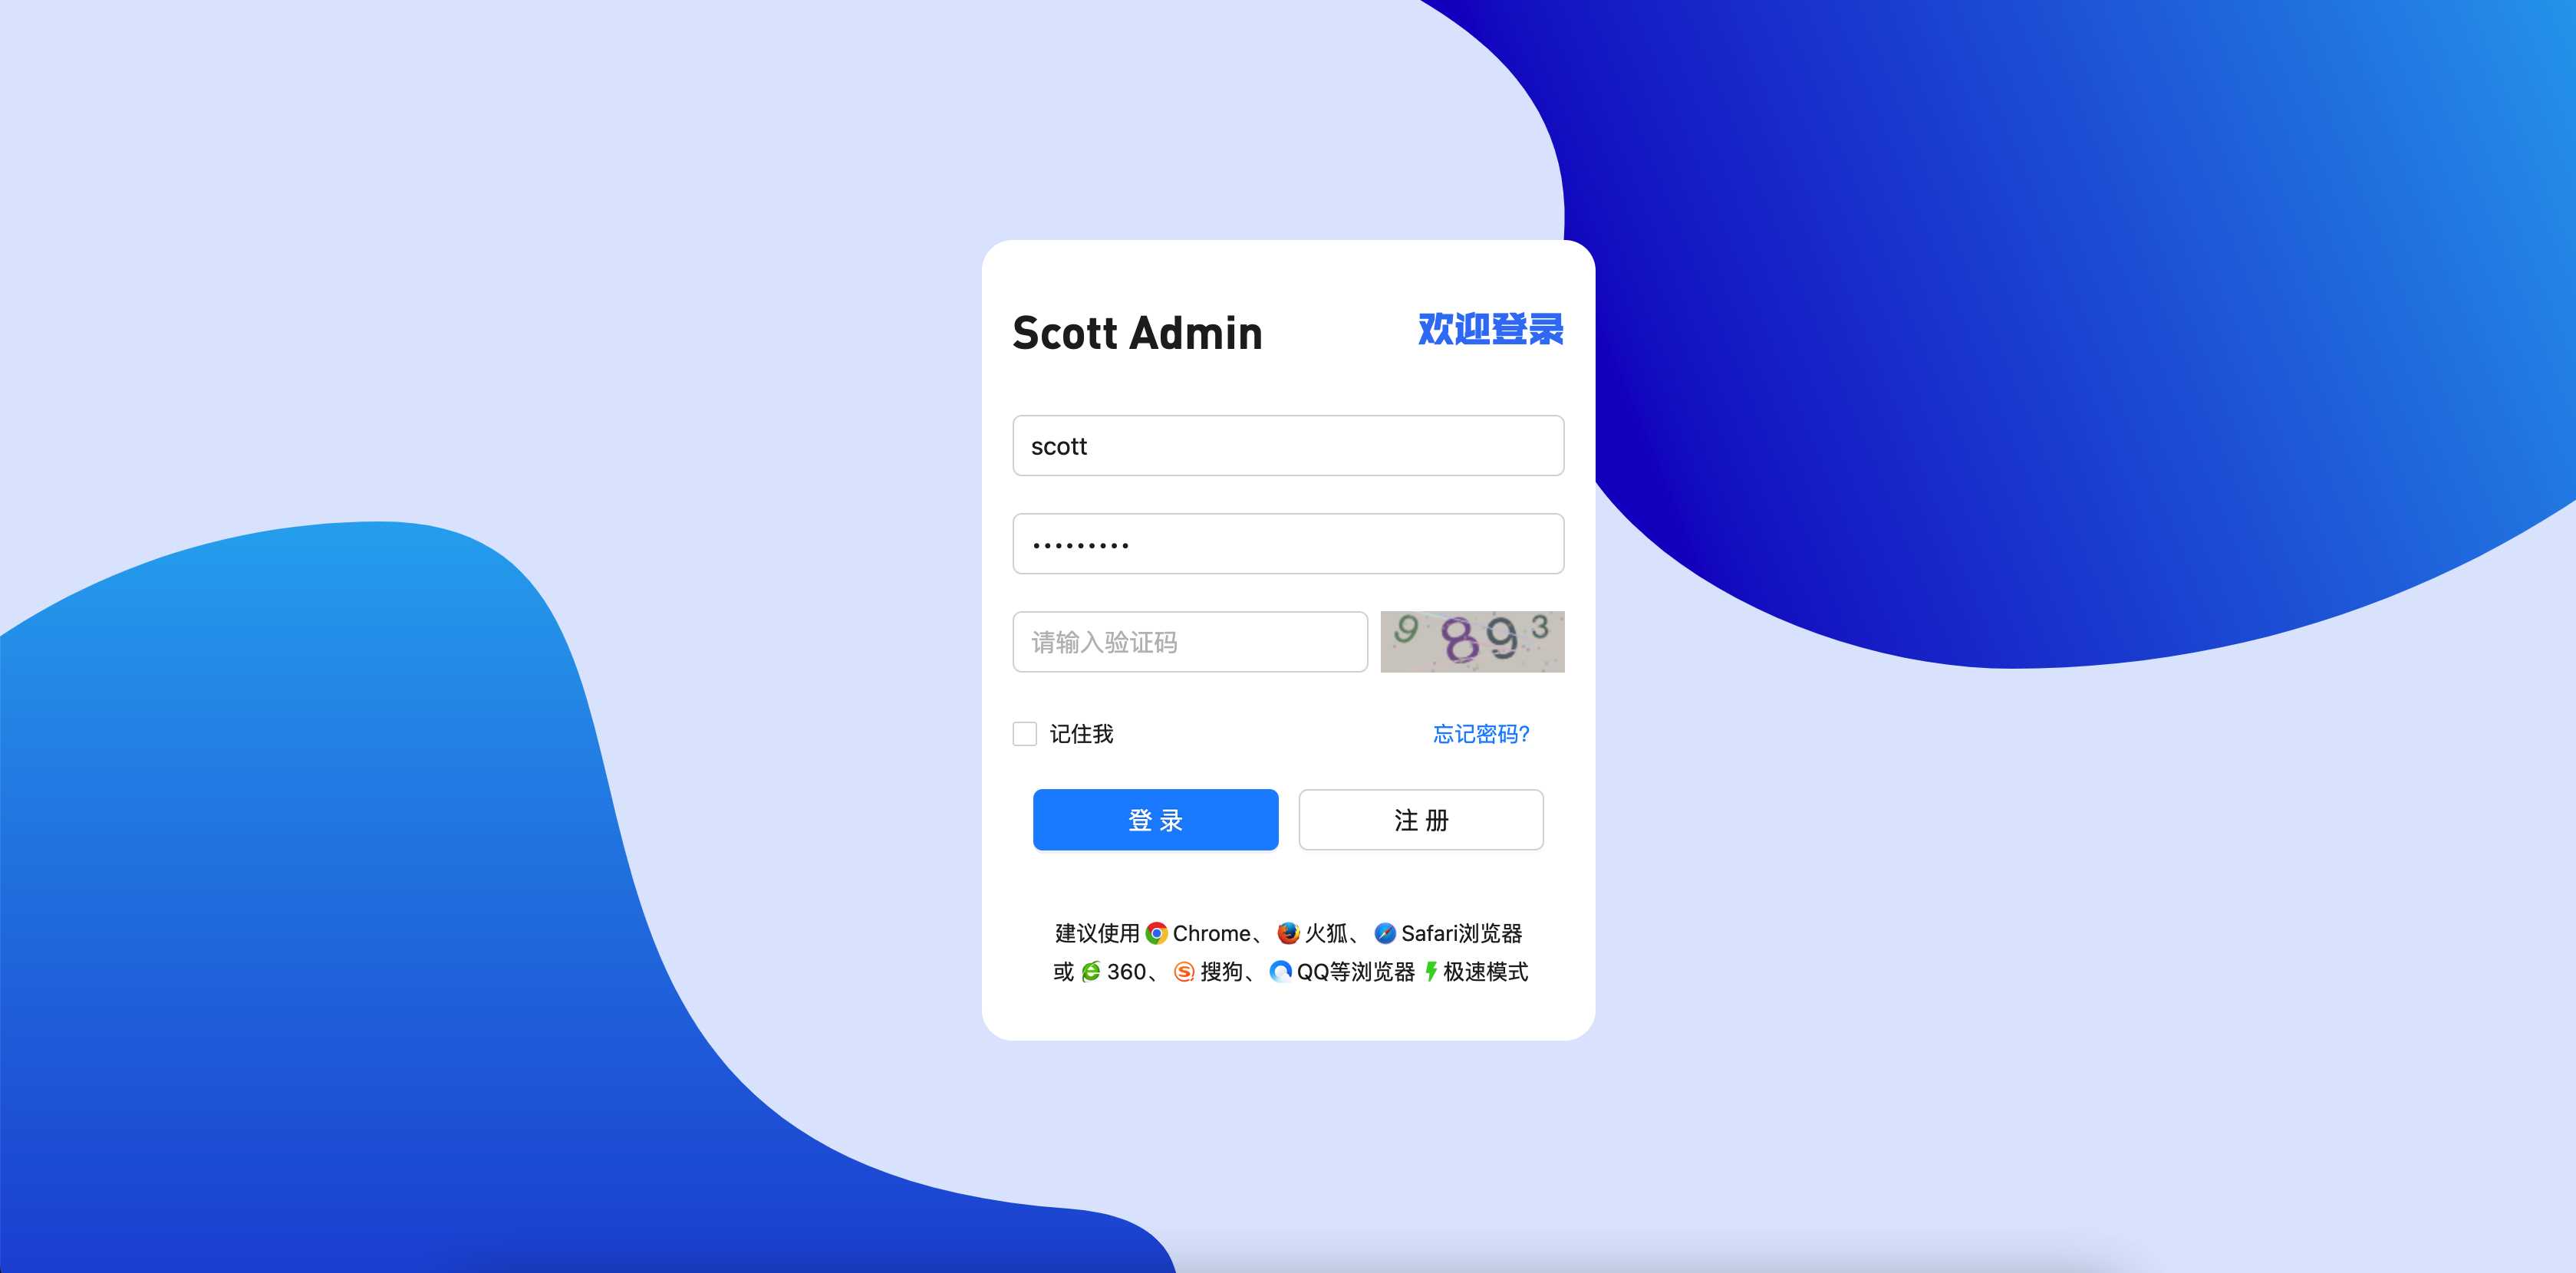 Scott Admin 欢迎登录
scott
•••••••••
请输入验证码 9893
记住我 忘记密码?
登 录 注 册
建议使用 Chrome、 火狐、 Safari浏览器
或 360、 搜狗、 QQ等浏览器 极速模式